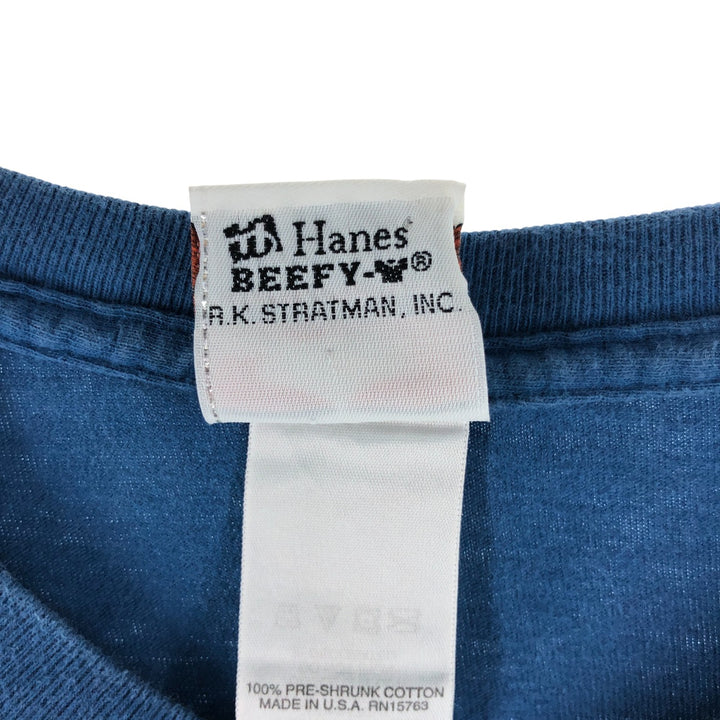 Hanes
BEEFY-®
R.K. STRATMAN, INC.
100% PRE-SHRUNK COTTON
MADE IN U.S.A. RN15763